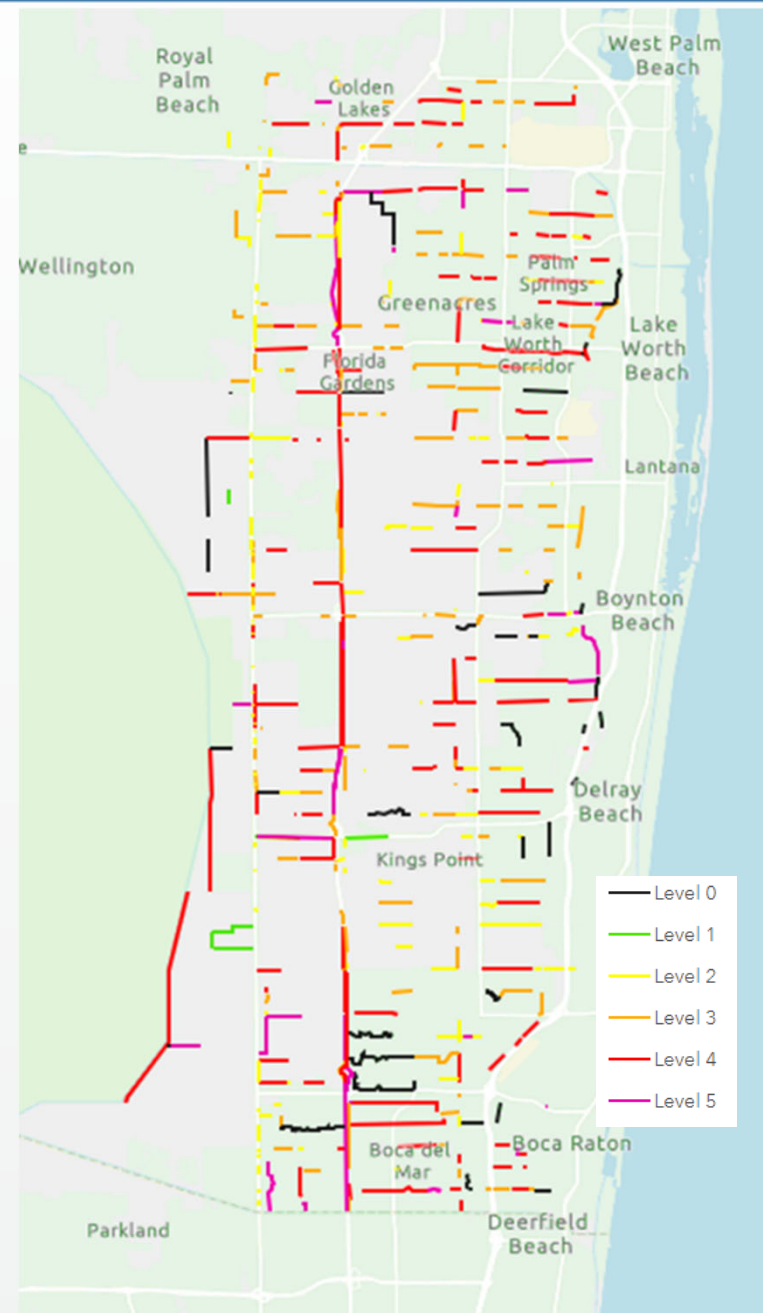 West Palm
Beach
Royal
Palm
Beach
Golden
Lakes
e
Wellington
Palm
Springs
Greenacres
Lake
Worth
Corridor
Lake
Worth
Beach
Florida
Gardens
Lantana
Boynton
Beach
Delray
Beach
Kings Point
Level 0
Level 1
Level 2
Level 3
Level 4
Level 5
Boca del
Mar
Boca Raton
Parkland
Deerfield
Beach